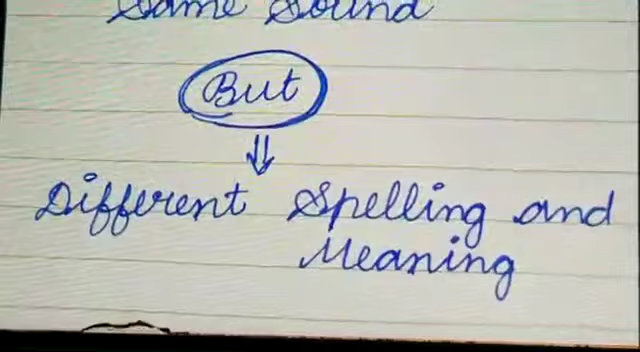 Same Sound
But
Different Spelling and
Meaning